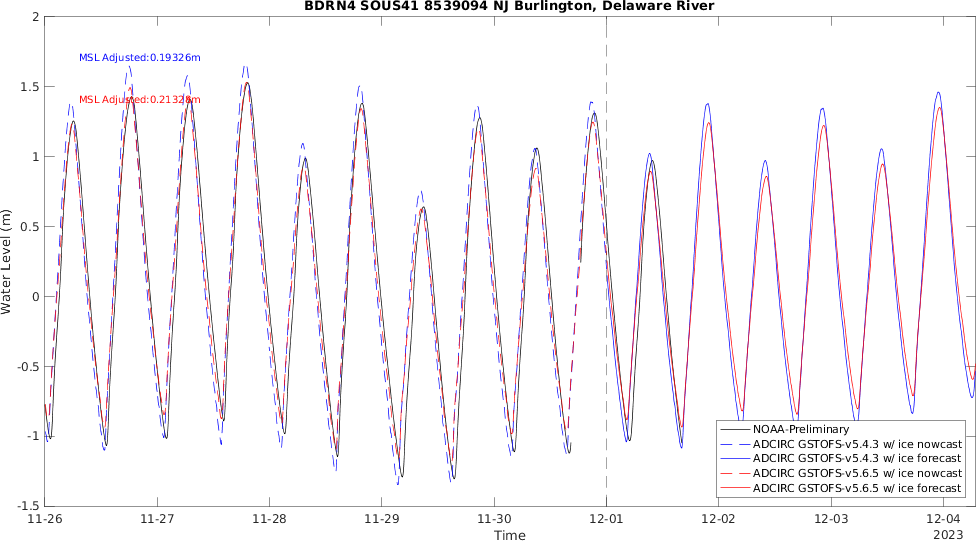 BDRN4 SOUS41 8539094 NJ Burlington, Delaware River
2
1.5
1
0.5
0
-0.5
-1
-1.5
Water Level (m)
MSL Adjusted:0.19326m
MSL Adjusted:0.21328m
NOAA-Preliminary
ADCIRC GSTOFS-v5.4.3 w/ ice nowcast
ADCIRC GSTOFS-v5.4.3 w/ ice forecast
ADCIRC GSTOFS-v5.6.5 w/ ice nowcast
ADCIRC GSTOFS-v5.6.5 w/ ice forecast
11-26 11-27 11-28 11-29 11-30 12-01 12-02 12-03 12-04
Time
2023